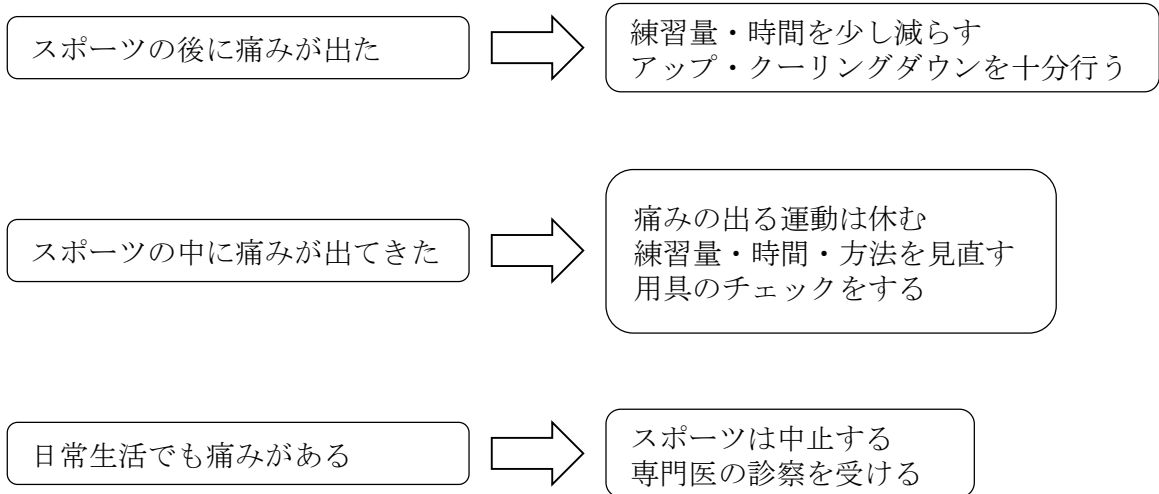 スポーツの後に痛みが出た
練習量・時間を少し減らす
アップ・クーリングダウンを十分行う
スポーツの中に痛みが出てきた
痛みの出る運動は休む
練習量・時間・方法を見直す
用具のチェックをする
日常生活でも痛みがある
スポーツは中止する
専門医の診察を受ける